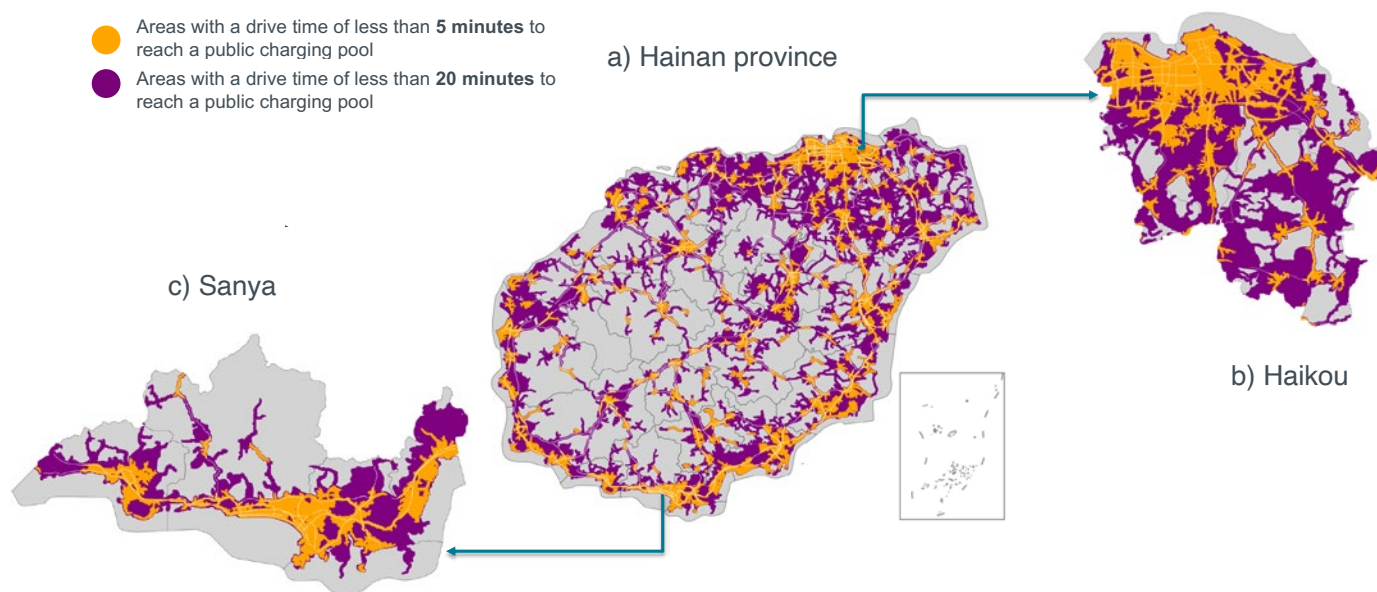 Areas with a drive time of less than 5 minutes to
reach a public charging pool
Areas with a drive time of less than 20 minutes to
reach a public charging pool
a) Hainan province
c) Sanya
b) Haikou